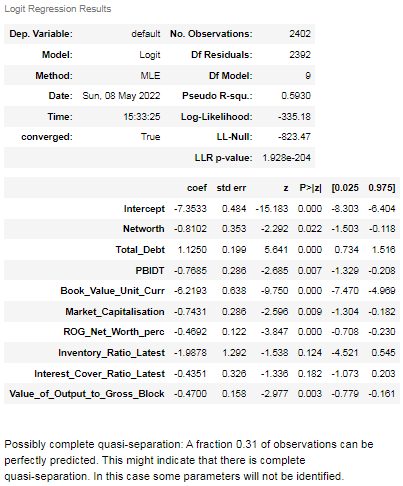 Logit Regression Results
Dep. Variable: default No. Observations: 2402
Model: Logit Df Residuals: 2392
Method: MLE Df Model: 9
Date: Sun, 08 May 2022 Pseudo R-squ.: 0.5930
Time: 15:33:25 Log-Likelihood: -335.18
converged: True LL-Null: -823.47
LLR p-value: 1.928e-204
coef std err z P>|z| [0.025 0.975]
Intercept -7.3533 0.484 -15.183 0.000 -8.303 -6.404
Networth -0.8102 0.353 -2.292 0.022 -1.503 -0.118
Total_Debt 1.1250 0.199 5.641 0.000 0.734 1.516
PBIDT -0.7685 0.286 -2.685 0.007 -1.329 -0.208
Book_Value_Unit_Curr -6.2193 0.638 -9.750 0.000 -7.470 -4.969
Market_Capitalisation -0.7431 0.286 -2.596 0.009 -1.304 -0.182
ROG_Net_Worth_perc -0.4692 0.122 -3.847 0.000 -0.708 -0.230
Inventory_Ratio_Latest -1.9878 1.292 -1.538 0.124 -4.521 0.545
Interest_Cover_Ratio_Latest -0.4351 0.326 -1.336 0.182 -1.073 0.203
Value_of_Output_to_Gross_Block -0.4700 0.158 -2.977 0.003 -0.779 -0.161
Possibly complete quasi-separation: A fraction 0.31 of observations can be
perfectly predicted. This might indicate that there is complete
quasi-separation. In this case some parameters will not be identified.